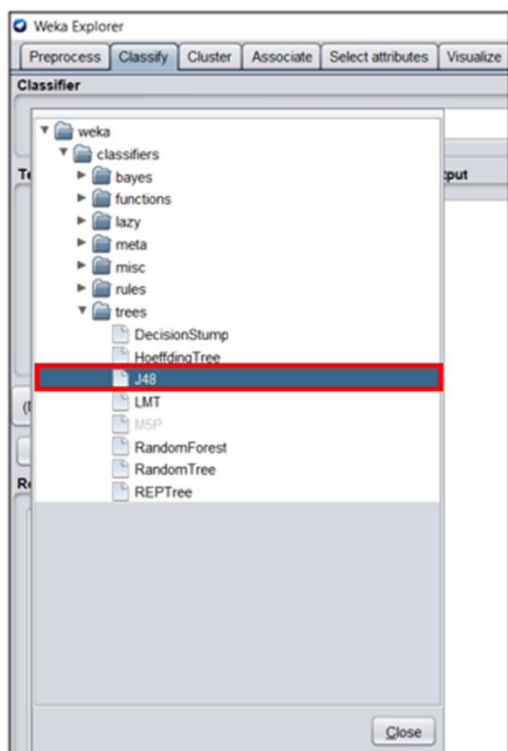 Weka Explorer
Preprocess Classify Cluster Associate Select attributes Visualize
Classifier
weka
classifiers
bayes
functions
lazy
meta
misc
rules
trees
DecisionStump
HoeffdingTree
J48
LMT
M5P
RandomForest
RandomTree
REPTree
Close